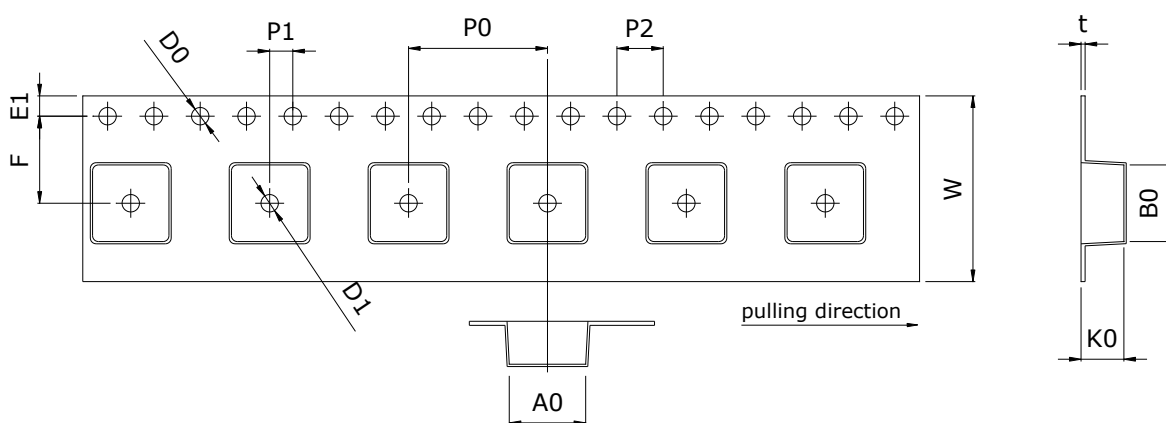 D0
P1
P0
P2
t
E1
F
W
B0
D1
pulling direction
K0
A0